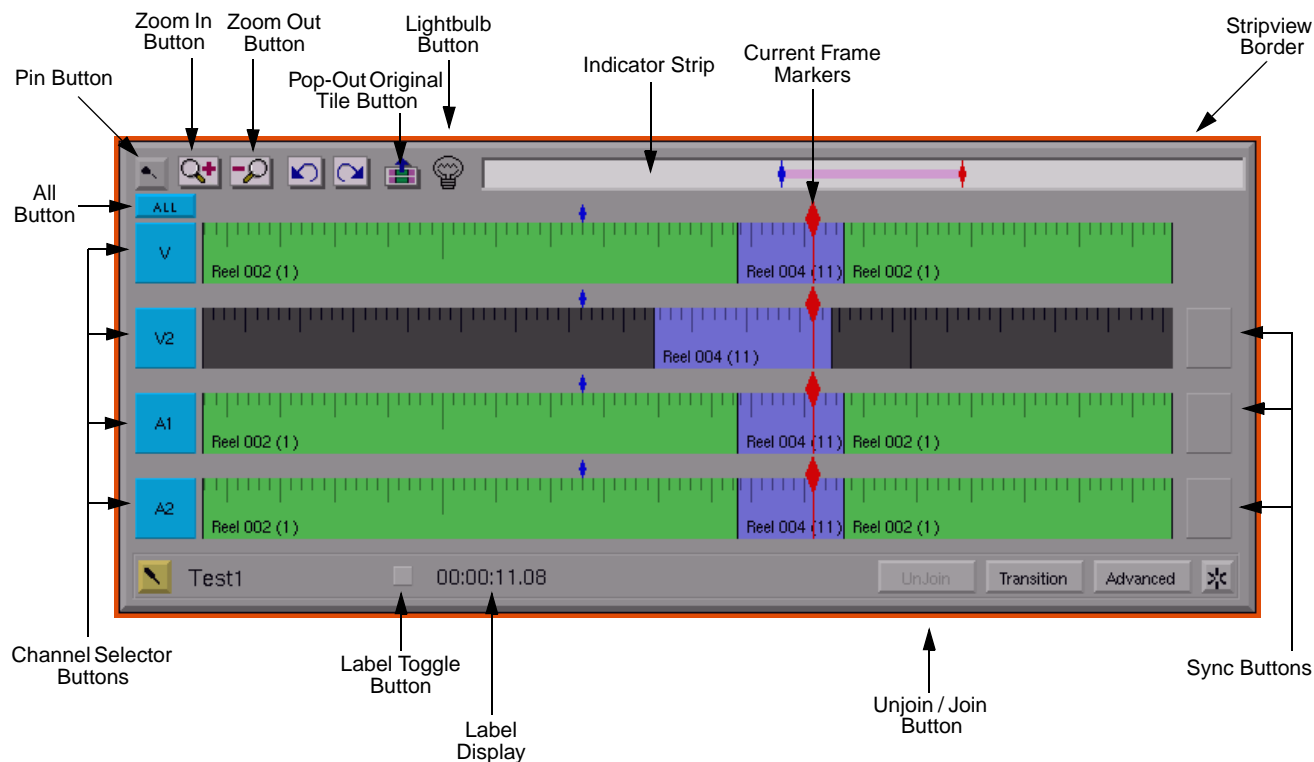 Zoom In
Button
Zoom Out
Button
Lightbulb
Button
Stripview
Border
Pin Button
Pop-Out Original
Tile Button
Indicator Strip
Current Frame
Markers
All
Button
ALL
V
Reel 002 (1)
Reel 004 (11)
Reel 002 (1)
V2
Reel 004 (11)
A1
Reel 002 (1)
Reel 004 (11)
Reel 002 (1)
A2
Reel 002 (1)
Reel 004 (11)
Reel 002 (1)
Test1
00:00:11.08
UnJoin
Transition
Advanced
Channel Selector
Buttons
Label Toggle
Button
Label
Display
Unjoin / Join
Button
Sync Buttons